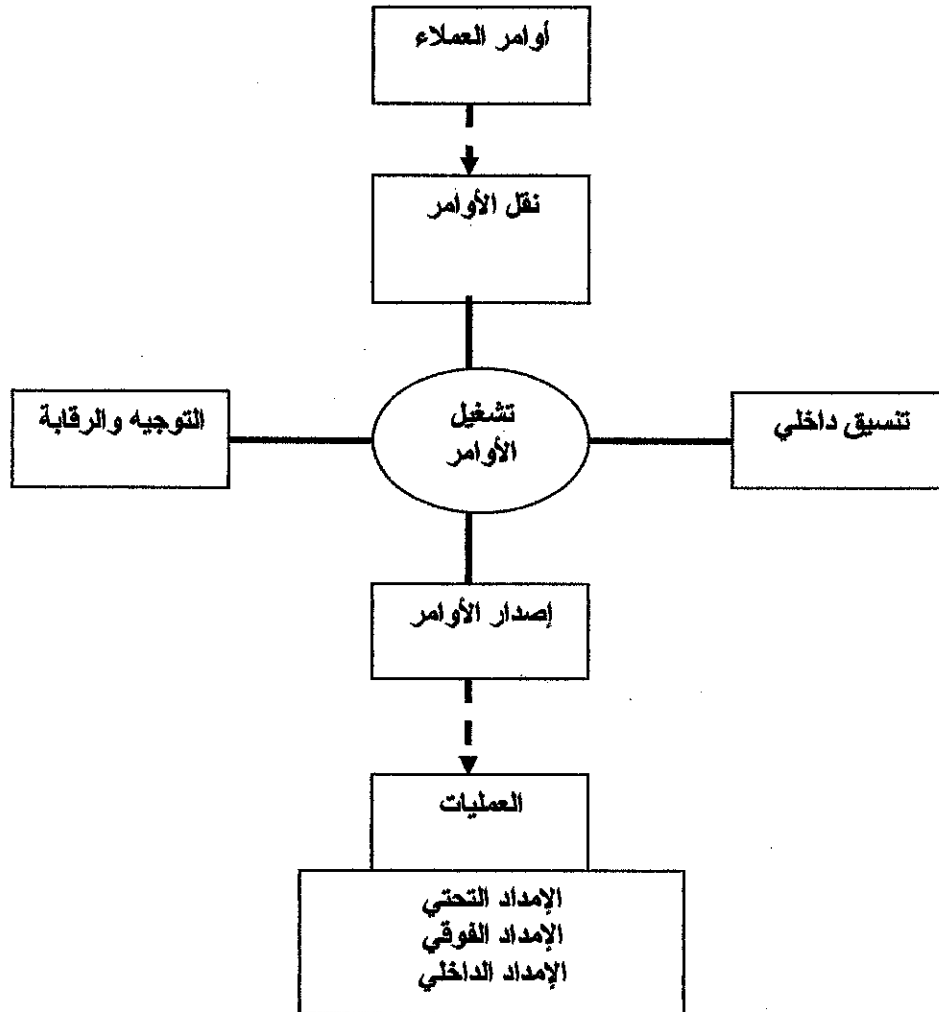 أوامر العملاء
نقل الأوامر
تنسيق داخلي
تشغيل
الأوامر
التوجيه والرقابة
إصدار الأوامر
العمليات
الإمداد التحتي
الإمداد الفوقي
الإمداد الداخلي